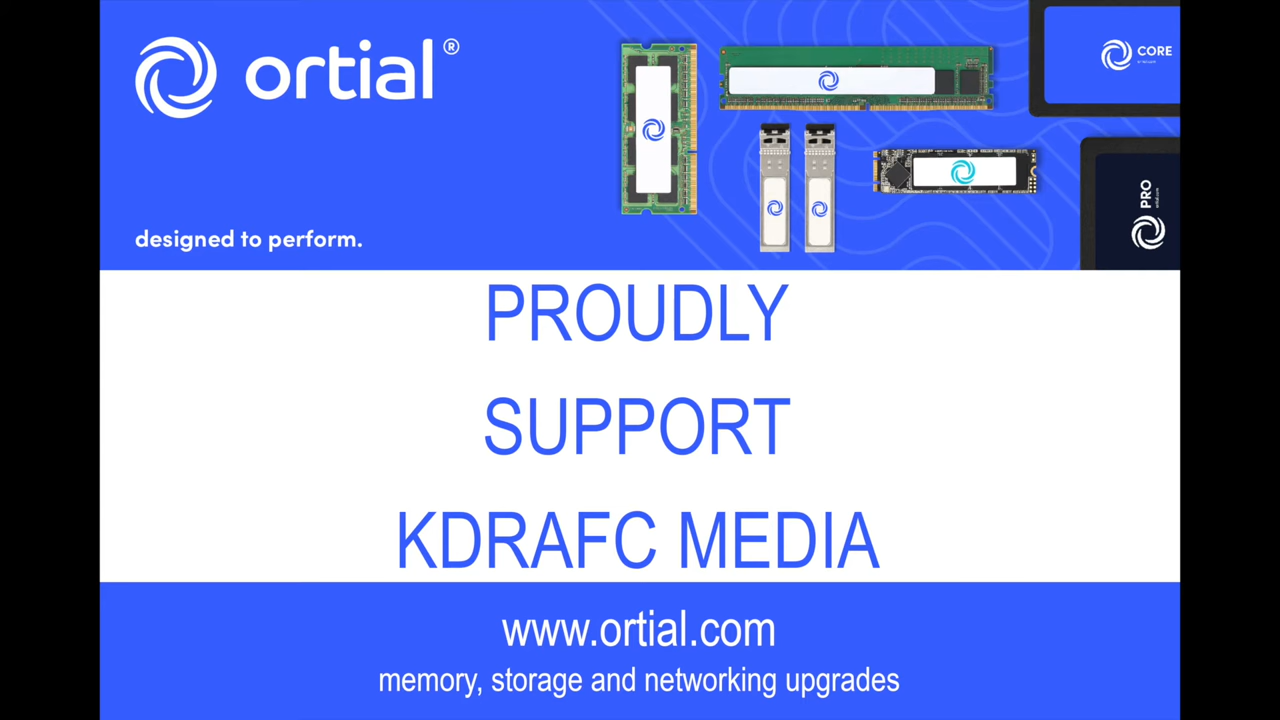 ortial®
CORE
PRO
designed to perform.
PROUDLY
SUPPORT
KDRAFC MEDIA
www.ortial.com
memory, storage and networking upgrades